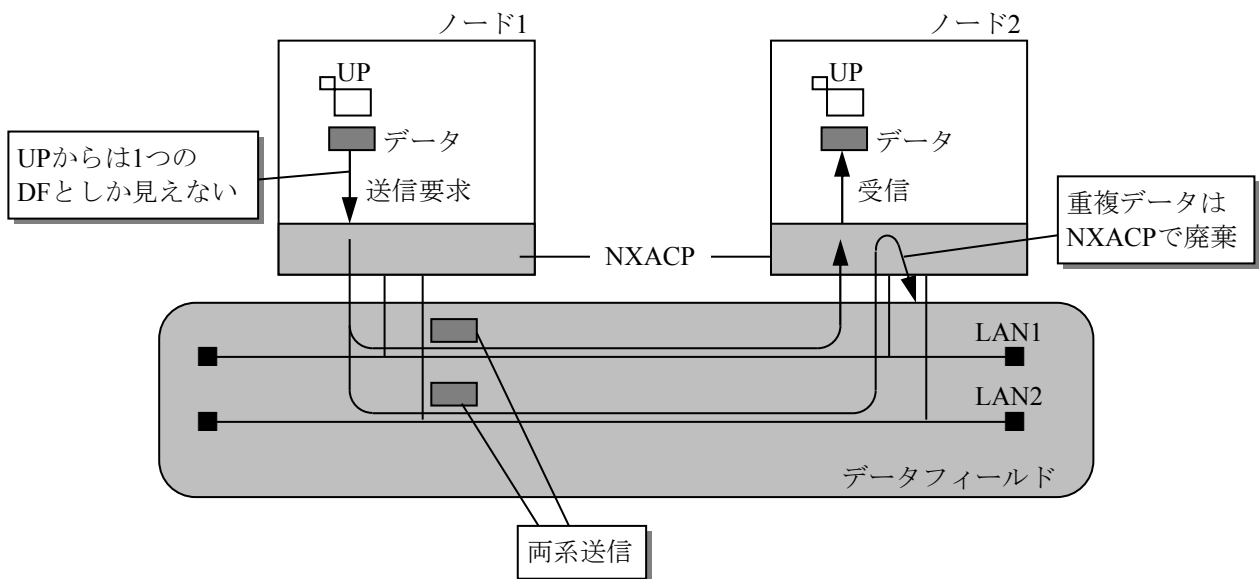 ノード1
ノード2
UP
UP
データ
データ
UPからは1つの
DFとしか見えない
送信要求
受信
重複データは
NXACPで廃棄
NXACP
LAN1
LAN2
データフィールド
両系送信